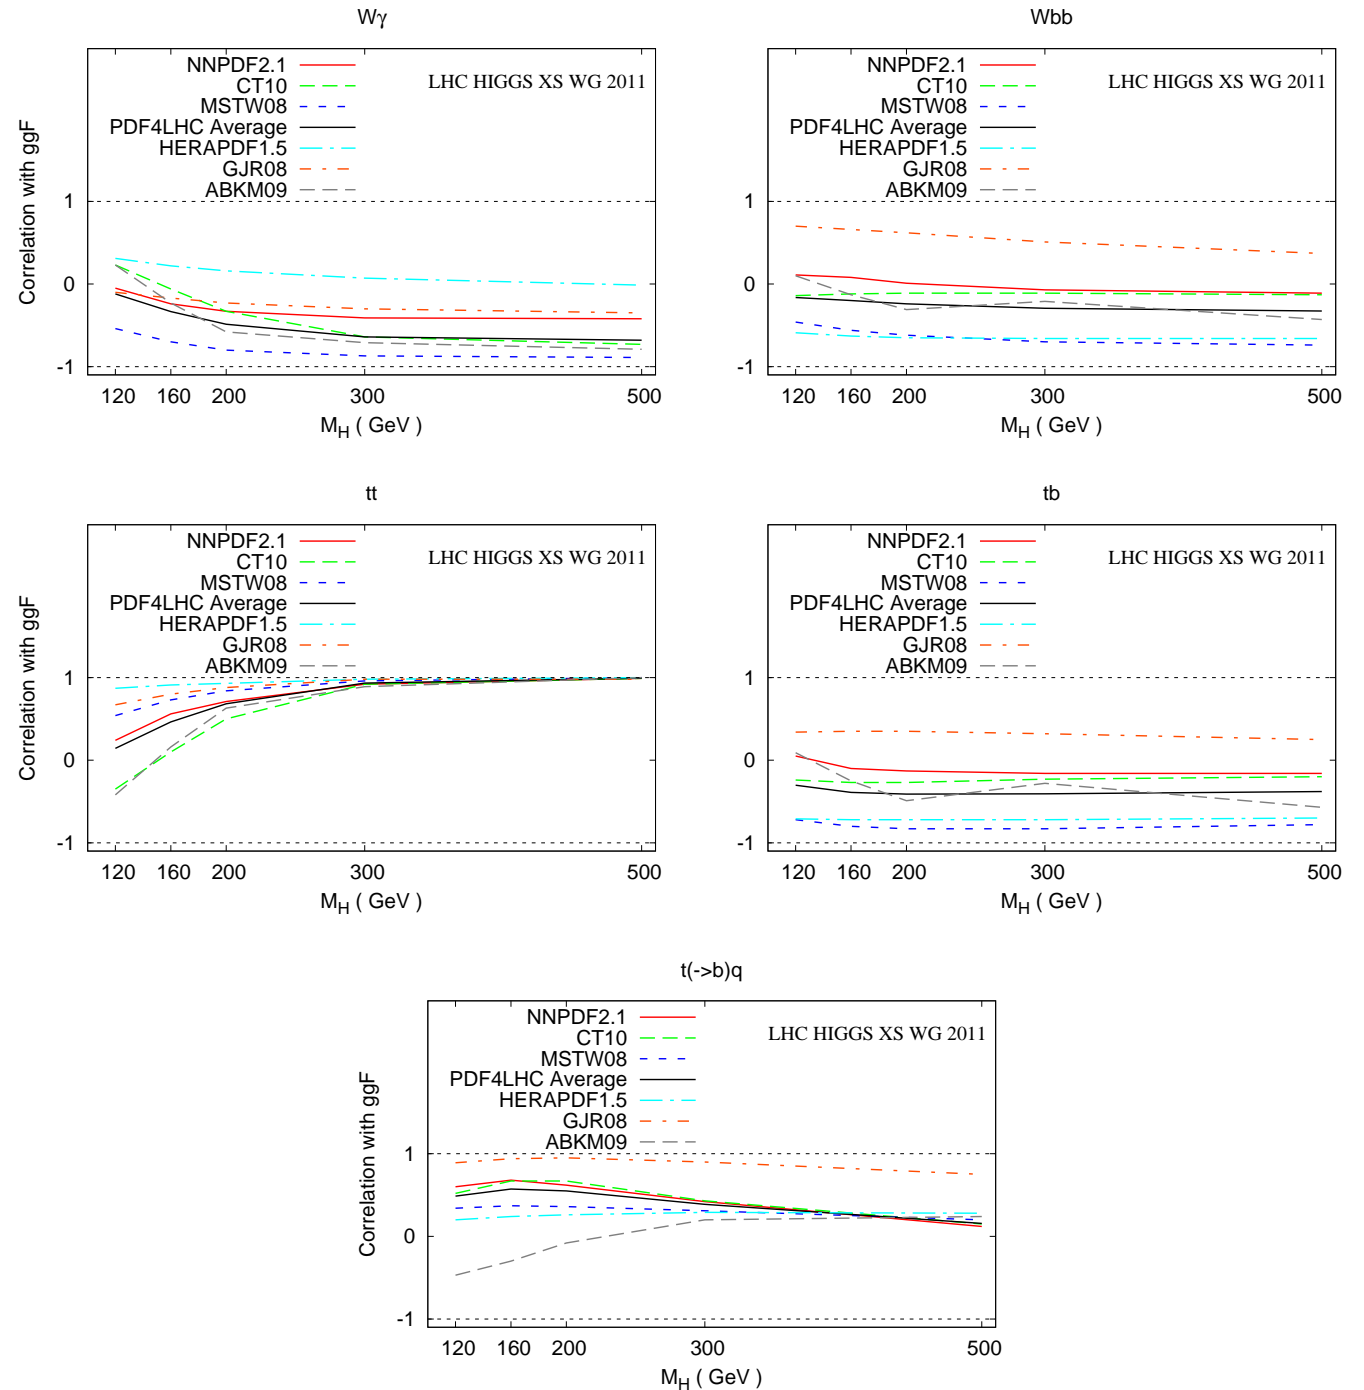 Wγ
NNPDF2.1
CT10
MSTW08
PDF4LHC Average
HERAPDF1.5
GJR08
ABKM09
LHC HIGGS XS WG 2011
Correlation with ggF
1
0
-1
120 160 200 300 500
M_H ( GeV )
Wbb
NNPDF2.1
CT10
MSTW08
PDF4LHC Average
HERAPDF1.5
GJR08
ABKM09
LHC HIGGS XS WG 2011
1
0
-1
120 160 200 300 500
M_H ( GeV )
tt
NNPDF2.1
CT10
MSTW08
PDF4LHC Average
HERAPDF1.5
GJR08
ABKM09
LHC HIGGS XS WG 2011
Correlation with ggF
1
0
-1
120 160 200 300 500
M_H ( GeV )
tb
NNPDF2.1
CT10
MSTW08
PDF4LHC Average
HERAPDF1.5
GJR08
ABKM09
LHC HIGGS XS WG 2011
1
0
-1
120 160 200 300 500
M_H ( GeV )
t(->b)q
NNPDF2.1
CT10
MSTW08
PDF4LHC Average
HERAPDF1.5
GJR08
ABKM09
LHC HIGGS XS WG 2011
Correlation with ggF
1
0
-1
120 160 200 300 500
M_H ( GeV )